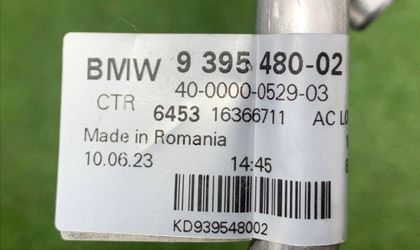 BMW 9 395 480-02
40-0000-0529-03
CTR 6453 16366711 AC
Made in Romania
10.06.23 14:45
KD939548002